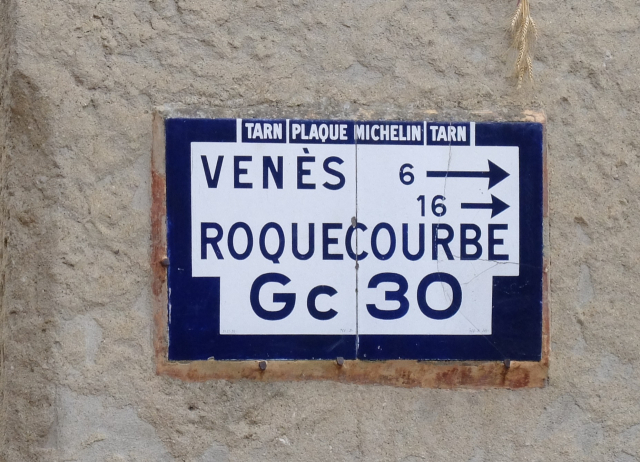 TARN PLAQUE MICHELIN TARN
VENÈS 6 →
16 →
ROQUECOURBE
Gc 30